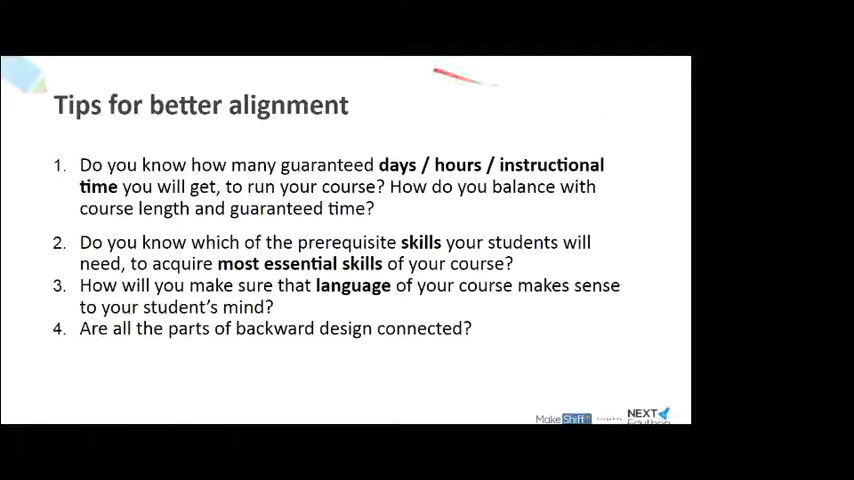 Tips for better alignment
1. Do you know how many guaranteed days / hours / instructional
time you will get, to run your course? How do you balance with
course length and guaranteed time?
2. Do you know which of the prerequisite skills your students will
need, to acquire most essential skills of your course?
3. How will you make sure that language of your course makes sense
to your student's mind?
4. Are all the parts of backward design connected?
Make Shift NEXT